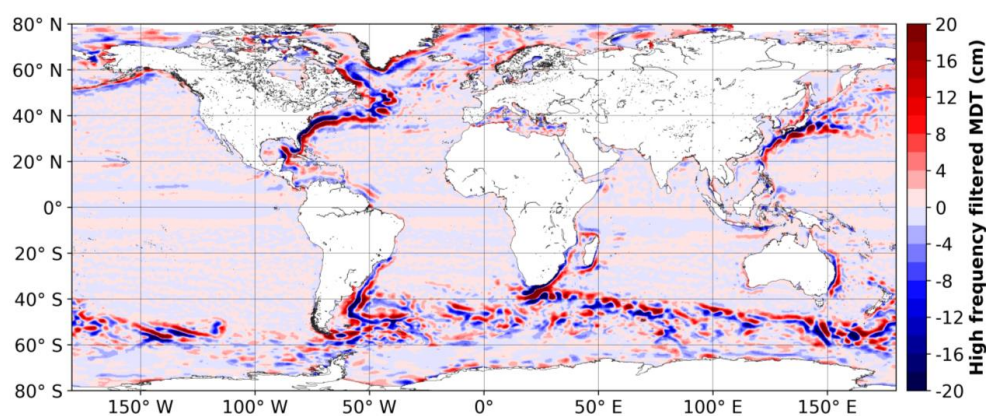 80° N
60° N
40° N
20° N
0°
20° S
40° S
60° S
80° S
150° W
100° W
50° W
0°
50° E
100° E
150° E
20
16
12
8
4
0
-4
-8
-12
-16
-20
High frequency filtered MDT (cm)